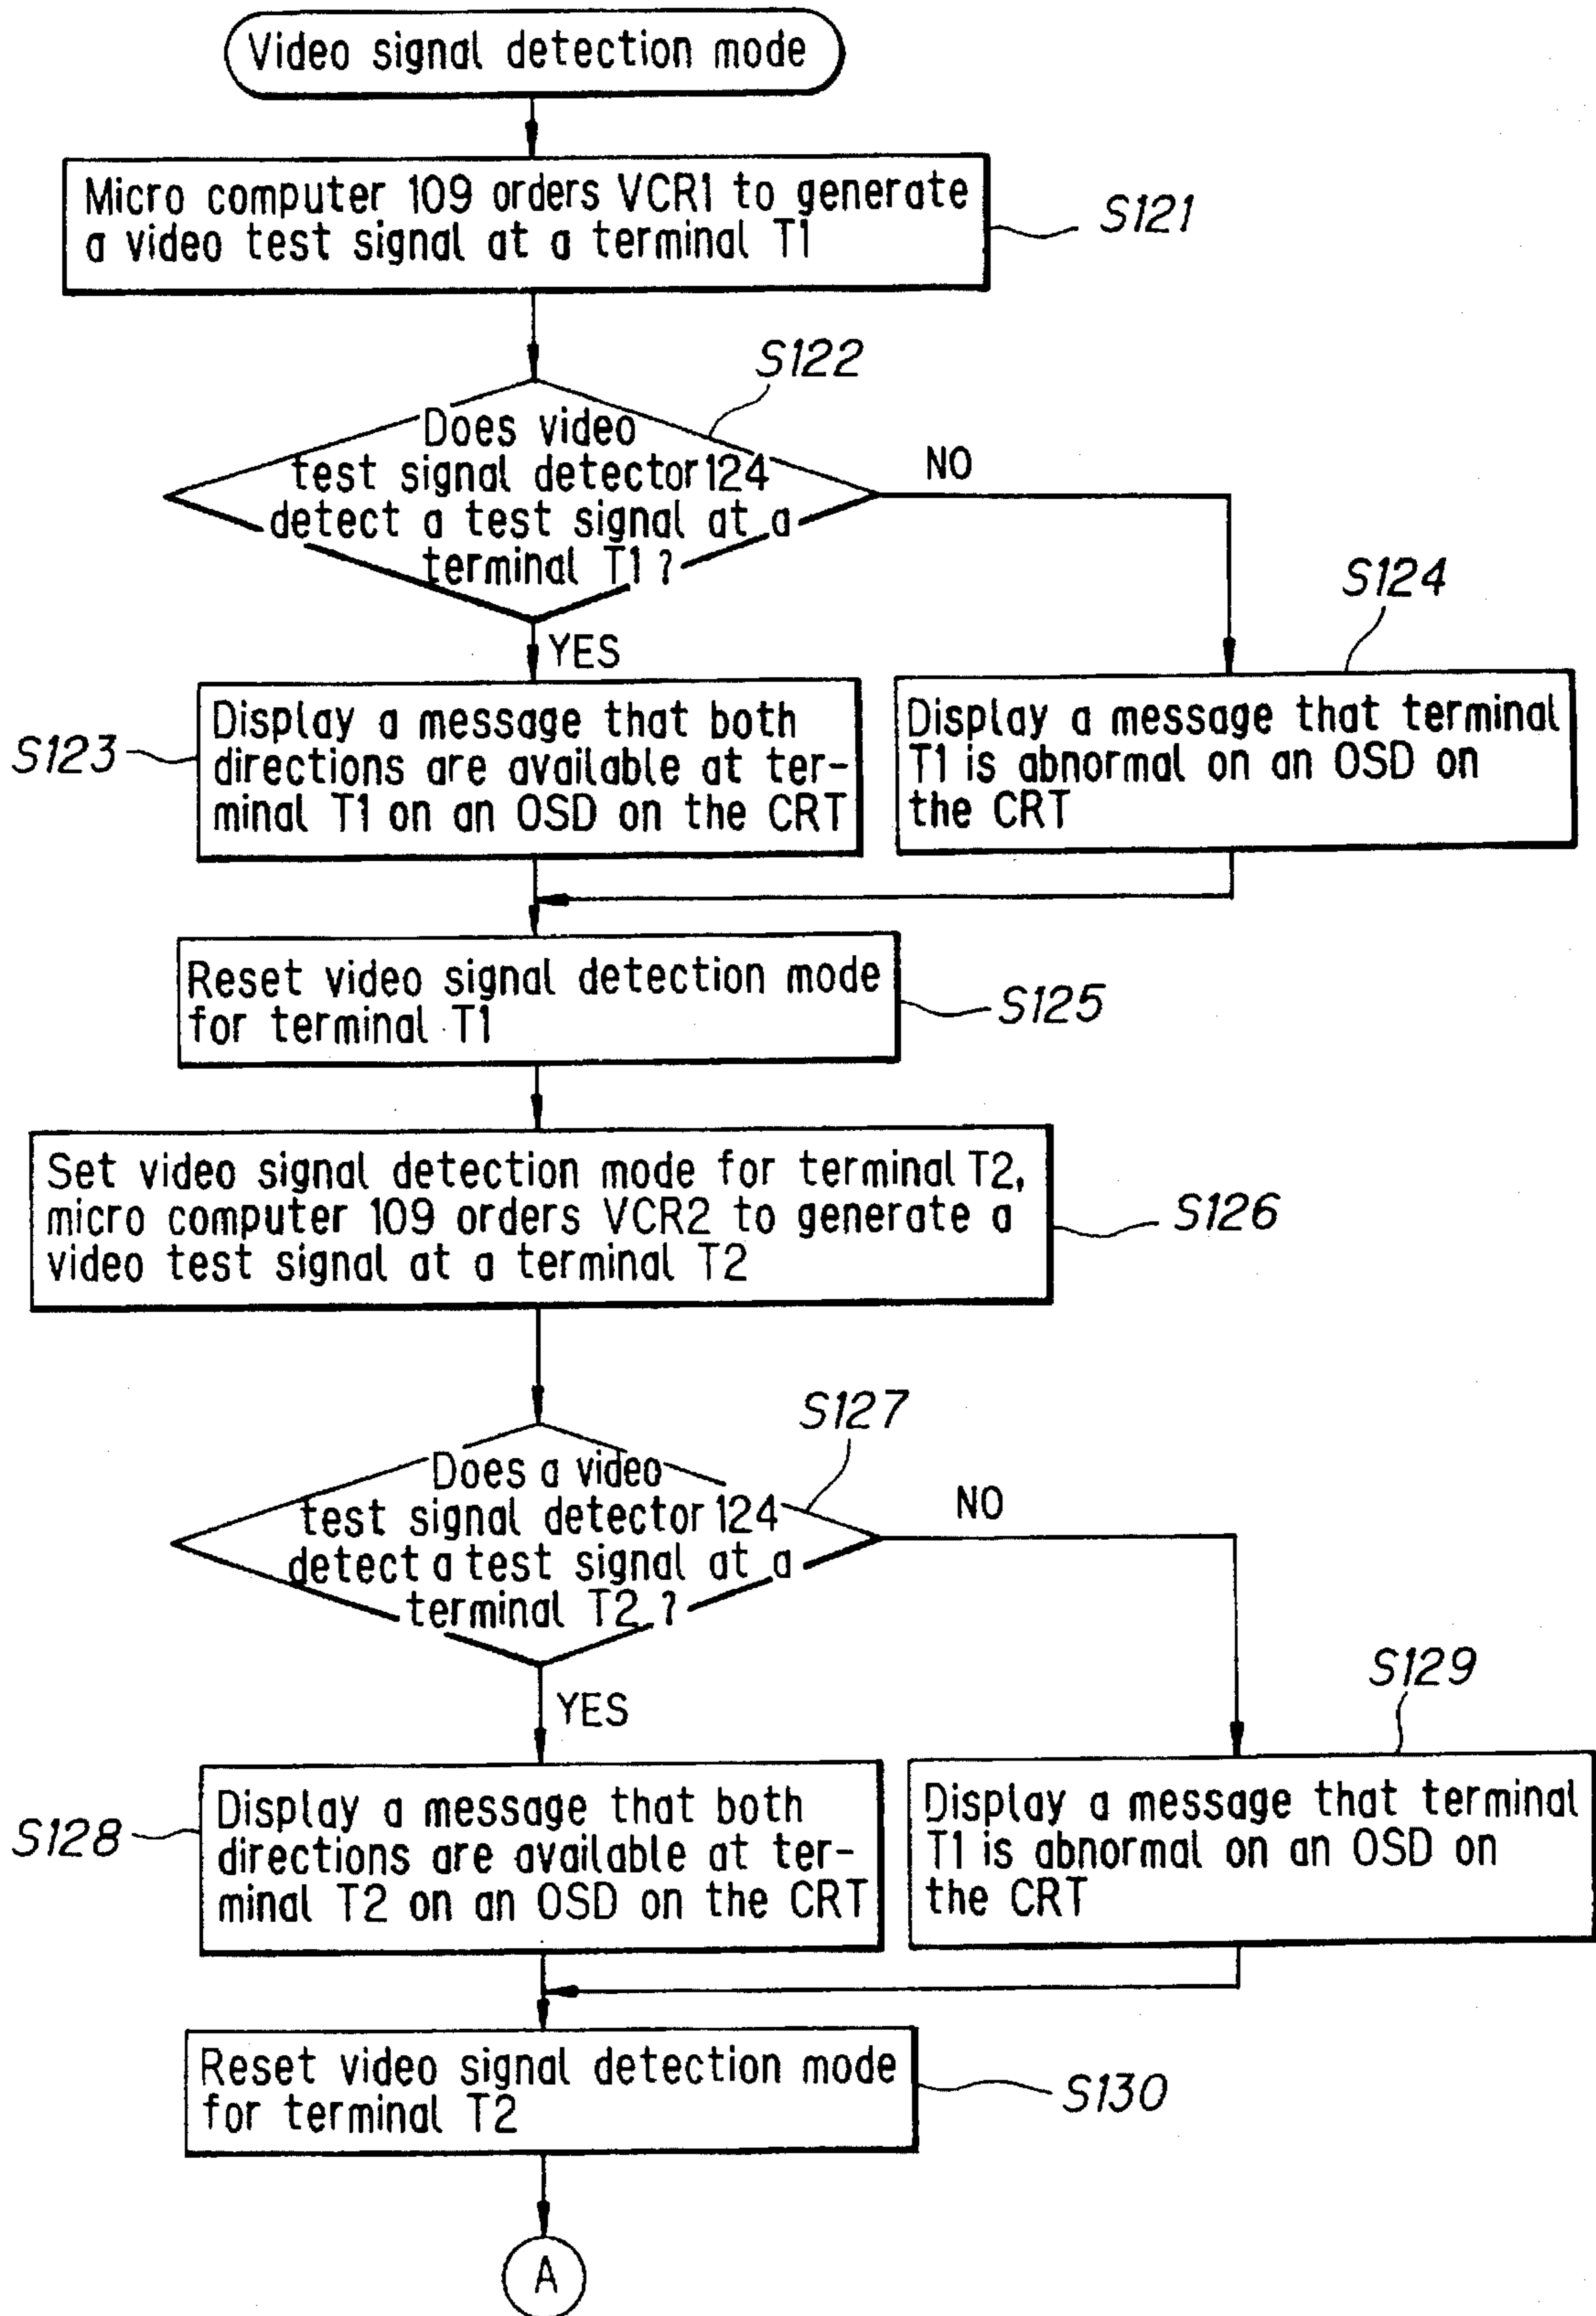 Video signal detection mode
Micro computer 109 orders VCR1 to generate
a video test signal at a terminal T1
S121
S122
Does video
test signal detector 124
detect a test signal at a
terminal T1 ?
NO
YES
S124
S123
Display a message that both
directions are available at ter-
minal T1 on an OSD on the CRT
Display a message that terminal
T1 is abnormal on an OSD on
the CRT
Reset video signal detection mode
for terminal T1
S125
Set video signal detection mode for terminal T2,
micro computer 109 orders VCR2 to generate a
video test signal at a terminal T2
S126
S127
Does a video
test signal detector 124
detect a test signal at a
terminal T2 ?
NO
YES
S129
S128
Display a message that both
directions are available at ter-
minal T2 on an OSD on the CRT
Display a message that terminal
T1 is abnormal on an OSD on
the CRT
Reset video signal detection mode
for terminal T2
S130
A